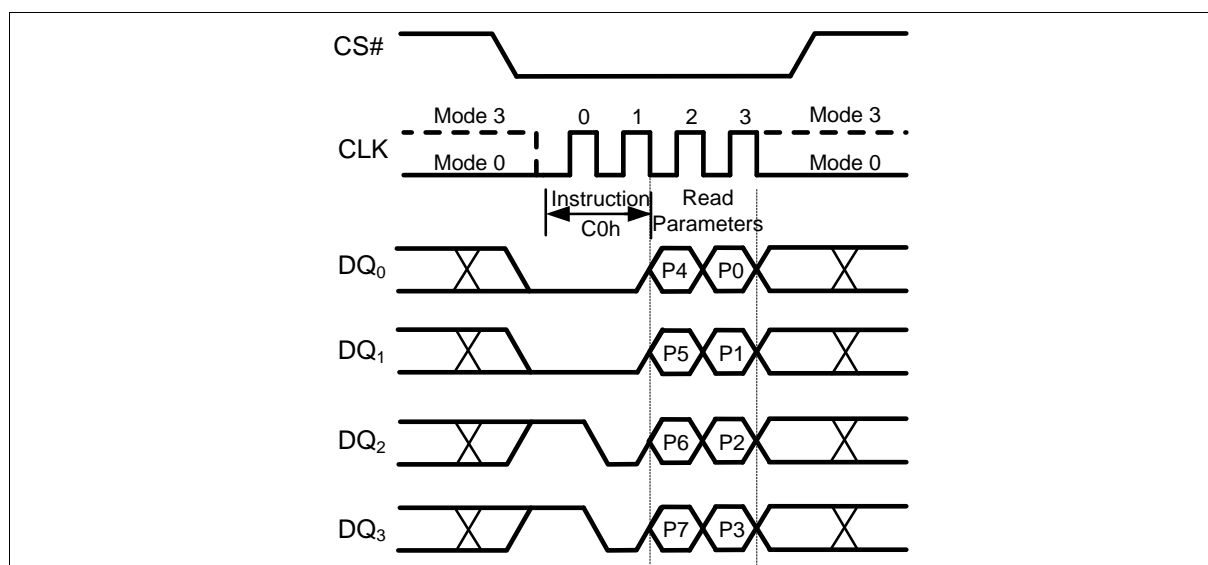 CS#
Mode 3 0 1 2 3 Mode 3
CLK
Mode 0 Mode 0
Instruction Read
C0h Parameters
DQ0 P4 P0
DQ1 P5 P1
DQ2 P6 P2
DQ3 P7 P3